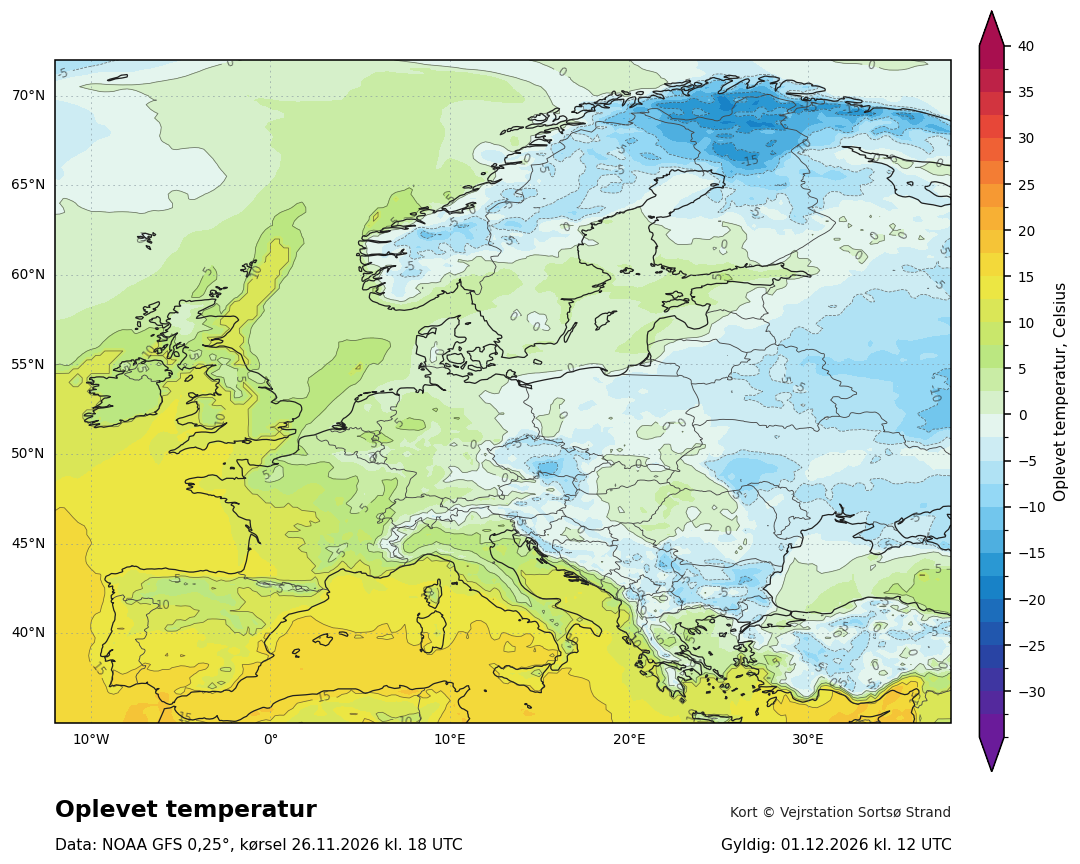 70°N
65°N
60°N
55°N
50°N
45°N
40°N
10°W
0°
10°E
20°E
30°E
40
35
30
25
20
15
10
5
0
−5
−10
−15
−20
−25
−30
Oplevet temperatur, Celsius
Oplevet temperatur
Kort © Vejrstation Sortsø Strand
Data: NOAA GFS 0,25°, kørsel 26.11.2026 kl. 18 UTC
Gyldig: 01.12.2026 kl. 12 UTC